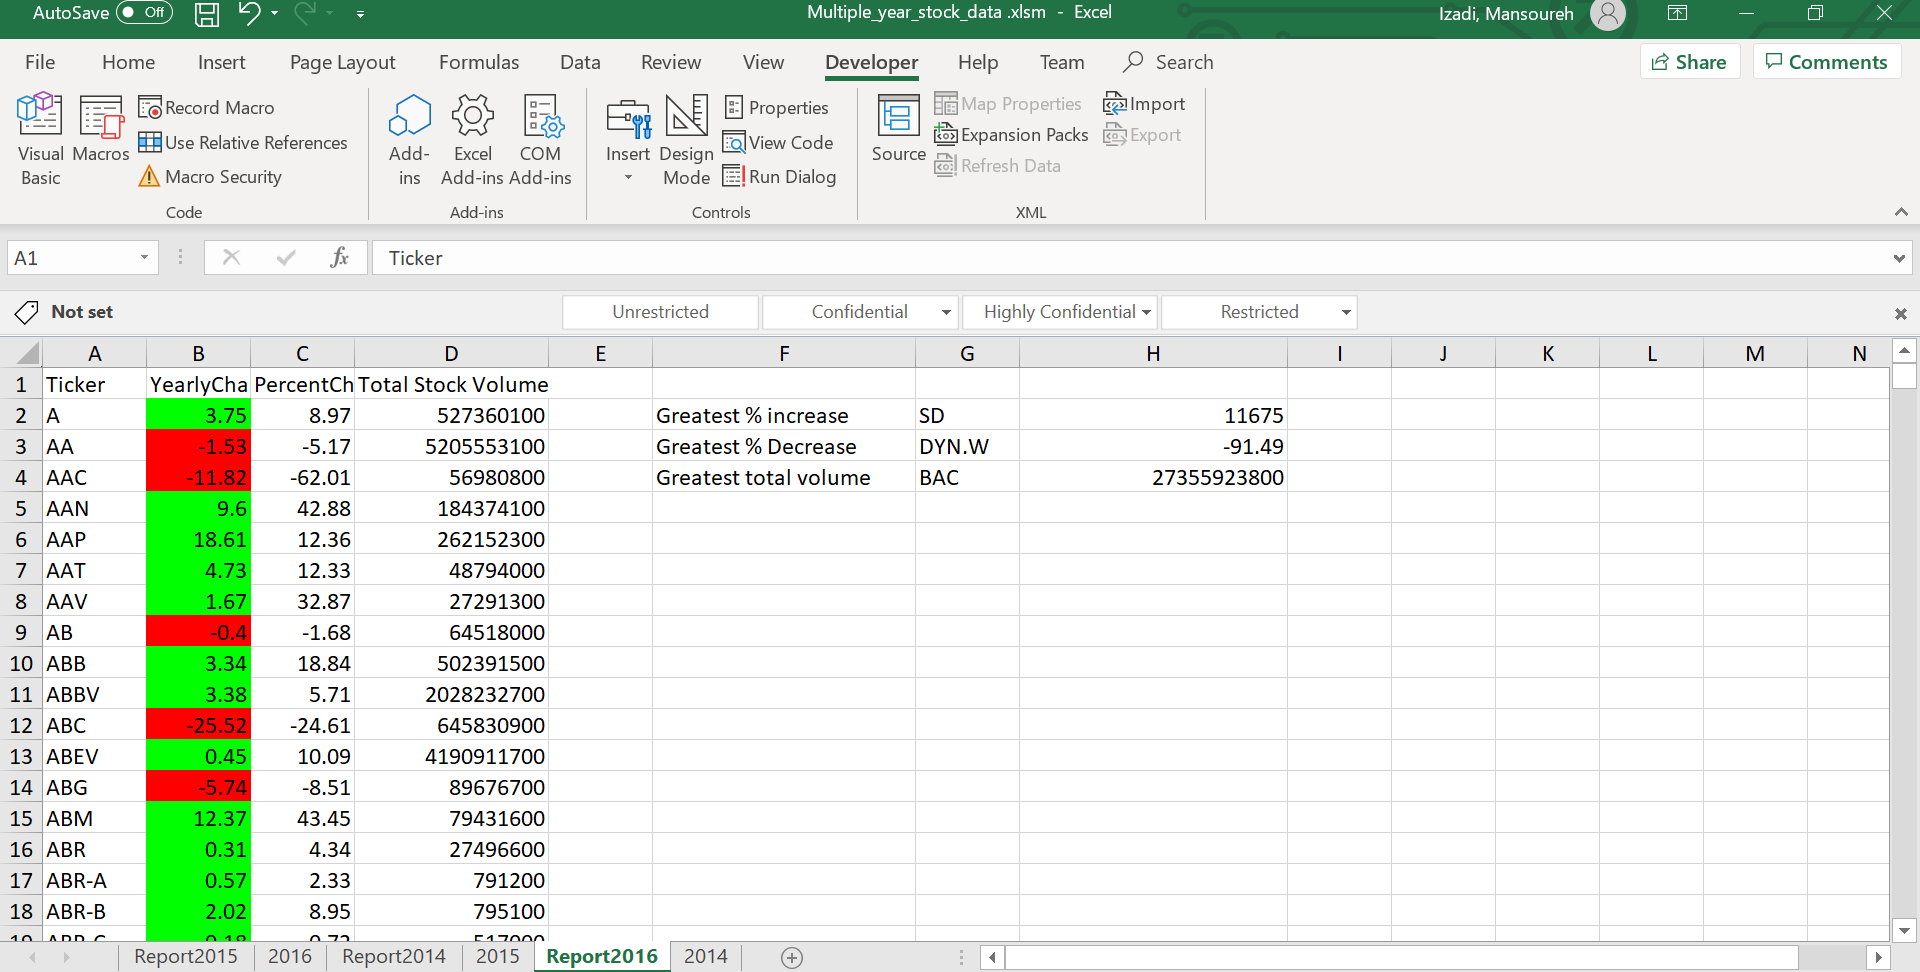 AutoSave Off Multiple_year_stock_data .xlsm - Excel Izadi, Mansoureh
File Home Insert Page Layout Formulas Data Review View Developer Help Team Search Share Comments
Visual Basic Macros Record Macro Use Relative References Macro Security
Code
Add-ins Excel Add-ins COM Add-ins
Add-ins
Insert Design Mode Properties View Code Run Dialog
Controls
Source Map Properties Expansion Packs Refresh Data Import Export
XML
A1 fx Ticker
Not set Unrestricted Confidential Highly Confidential Restricted
A B C D E F G H I J K L M N
1 Ticker YearlyCha PercentCh Total Stock Volume
2 A 3.75 8.97 527360100 Greatest % increase SD 11675
3 AA -1.53 -5.17 5205553100 Greatest % Decrease DYN.W -91.49
4 AAC -11.82 -62.01 56980800 Greatest total volume BAC 27355923800
5 AAN 9.6 42.88 184374100
6 AAP 18.61 12.36 262152300
7 AAT 4.73 12.33 48794000
8 AAV 1.67 32.87 27291300
9 AB -0.4 -1.68 64518000
10 ABB 3.34 18.84 502391500
11 ABBV 3.38 5.71 2028232700
12 ABC -25.52 -24.61 645830900
13 ABEV 0.45 10.09 4190911700
14 ABG -5.74 -8.51 89676700
15 ABM 12.37 43.45 79431600
16 ABR 0.31 4.34 27496600
17 ABR-A 0.57 2.33 791200
18 ABR-B 2.02 8.95 795100
Report2015 2016 Report2014 2015 Report2016 2014